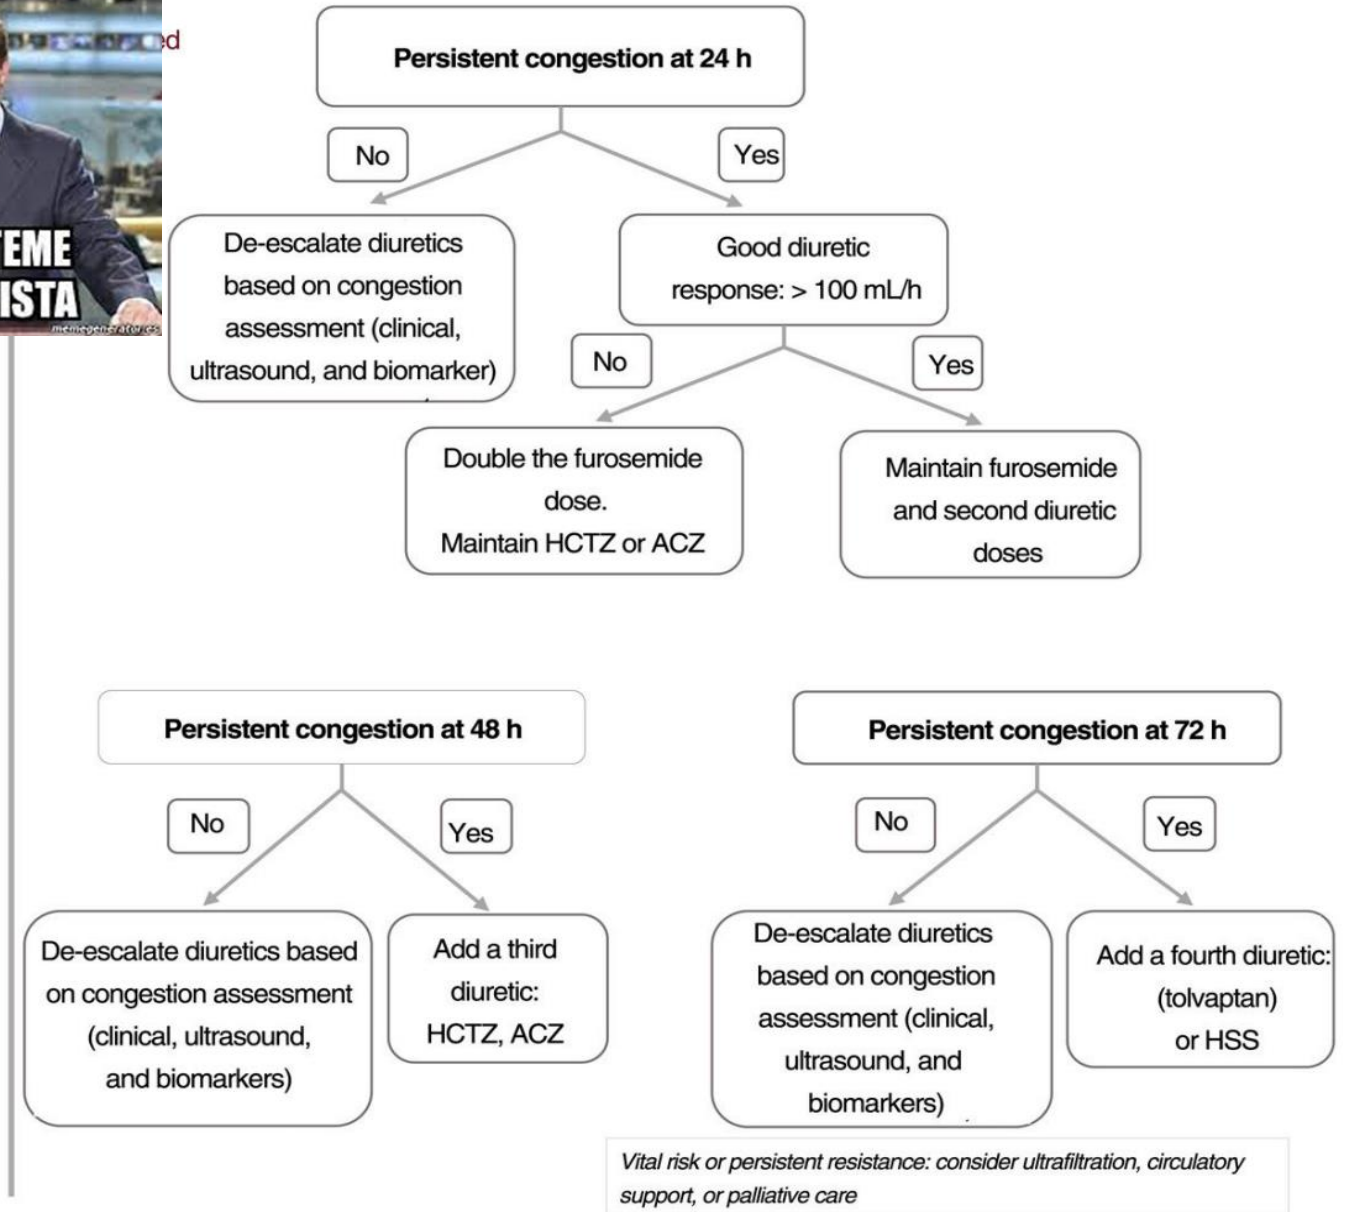 ed
EME
ISTA
memegenerator.es
Persistent congestion at 24 h
No
Yes
De-escalate diuretics
based on congestion
assessment (clinical,
ultrasound, and biomarker)
Good diuretic
response: > 100 mL/h
No
Yes
Double the furosemide
dose.
Maintain HCTZ or ACZ
Maintain furosemide
and second diuretic
doses
Persistent congestion at 48 h
No
Yes
De-escalate diuretics based
on congestion assessment
(clinical, ultrasound,
and biomarkers)
Add a third
diuretic:
HCTZ, ACZ
Persistent congestion at 72 h
No
Yes
De-escalate diuretics
based on congestion
assessment (clinical,
ultrasound, and
biomarkers)
Add a fourth diuretic:
(tolvaptan)
or HSS
Vital risk or persistent resistance: consider ultrafiltration, circulatory
support, or palliative care